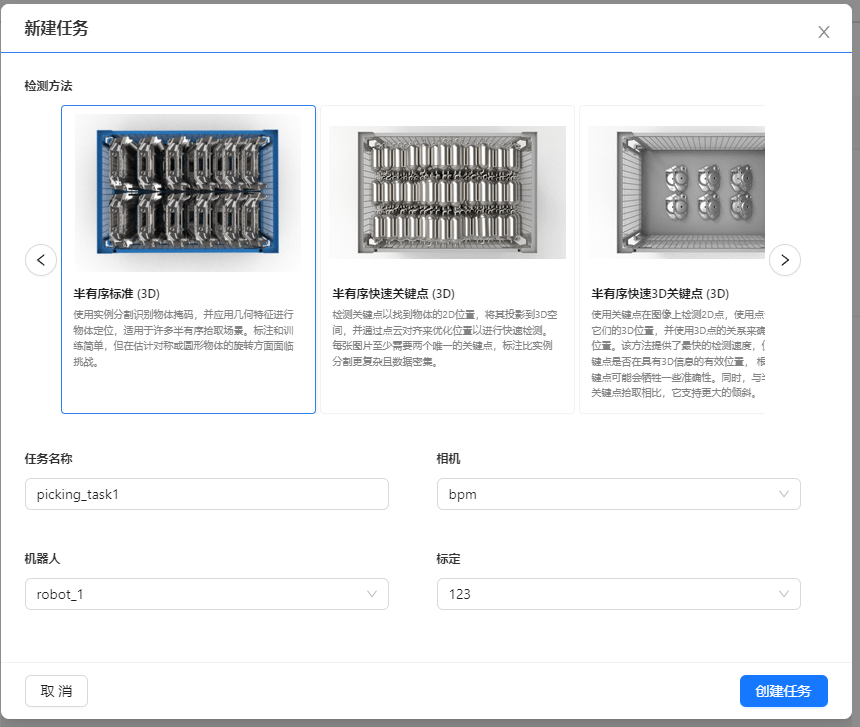 新建任务
检测方法
半有序标准 (3D)
使用实例分割识别物体掩码，并应用几何特征进行
物体定位，适用于许多半有序拾取场景。标注和训
练简单，但在估计对称或圆形物体的旋转方面面临
挑战。
半有序快速关键点 (3D)
检测关键点以找到物体的2D位置，将其投影到3D空
间，并通过点云对齐来优化位置以进行快速检测。
每张图片至少需要两个唯一的关键点，标注比实例
分割更复杂且数据密集。
半有序快速3D关键点 (3D)
使用关键点在图像上检测2D点，使用点
它们的3D位置，并使用3D点的关系来确
位置。该方法提供了最快的检测速度，
键点是否在具有3D信息的有效位置，
键点可能会牺牲一些准确性。同时，与
关键点拾取相比，它支持更大的倾斜。
任务名称
相机
picking_task1
bpm
机器人
标定
robot_1
123
取 消
创建任务